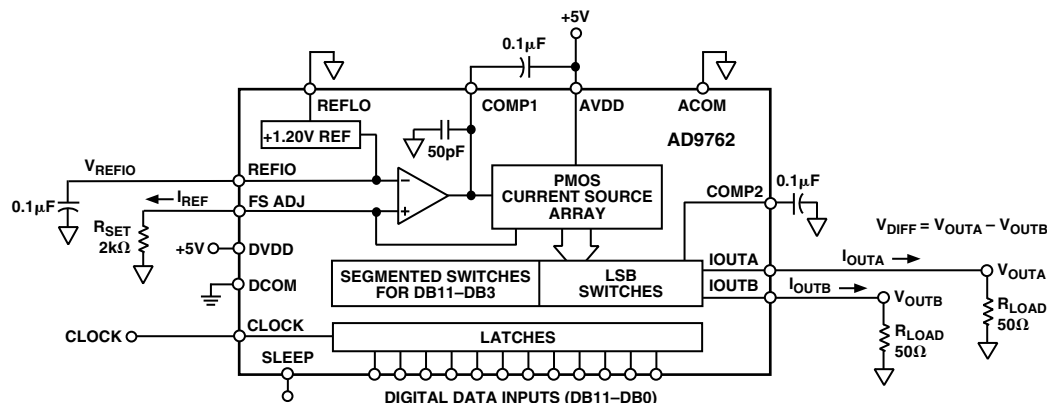 +5V
0.1µF
REFLO
COMP1
AVDD
ACOM
+1.20V REF
50pF
AD9762
V_REFIO
REFIO
PMOS
CURRENT SOURCE
ARRAY
COMP2
0.1µF
0.1µF
I_REF
FS ADJ
R_SET
2kΩ
+5V
DVDD
V_DIFF = V_OUTA – V_OUTB
DCOM
SEGMENTED SWITCHES
FOR DB11–DB3
LSB
SWITCHES
IOUTA
I_OUTA
V_OUTA
IOUTB
I_OUTB
V_OUTB
R_LOAD
50Ω
R_LOAD
50Ω
CLOCK
CLOCK
LATCHES
SLEEP
DIGITAL DATA INPUTS (DB11–DB0)
−
+